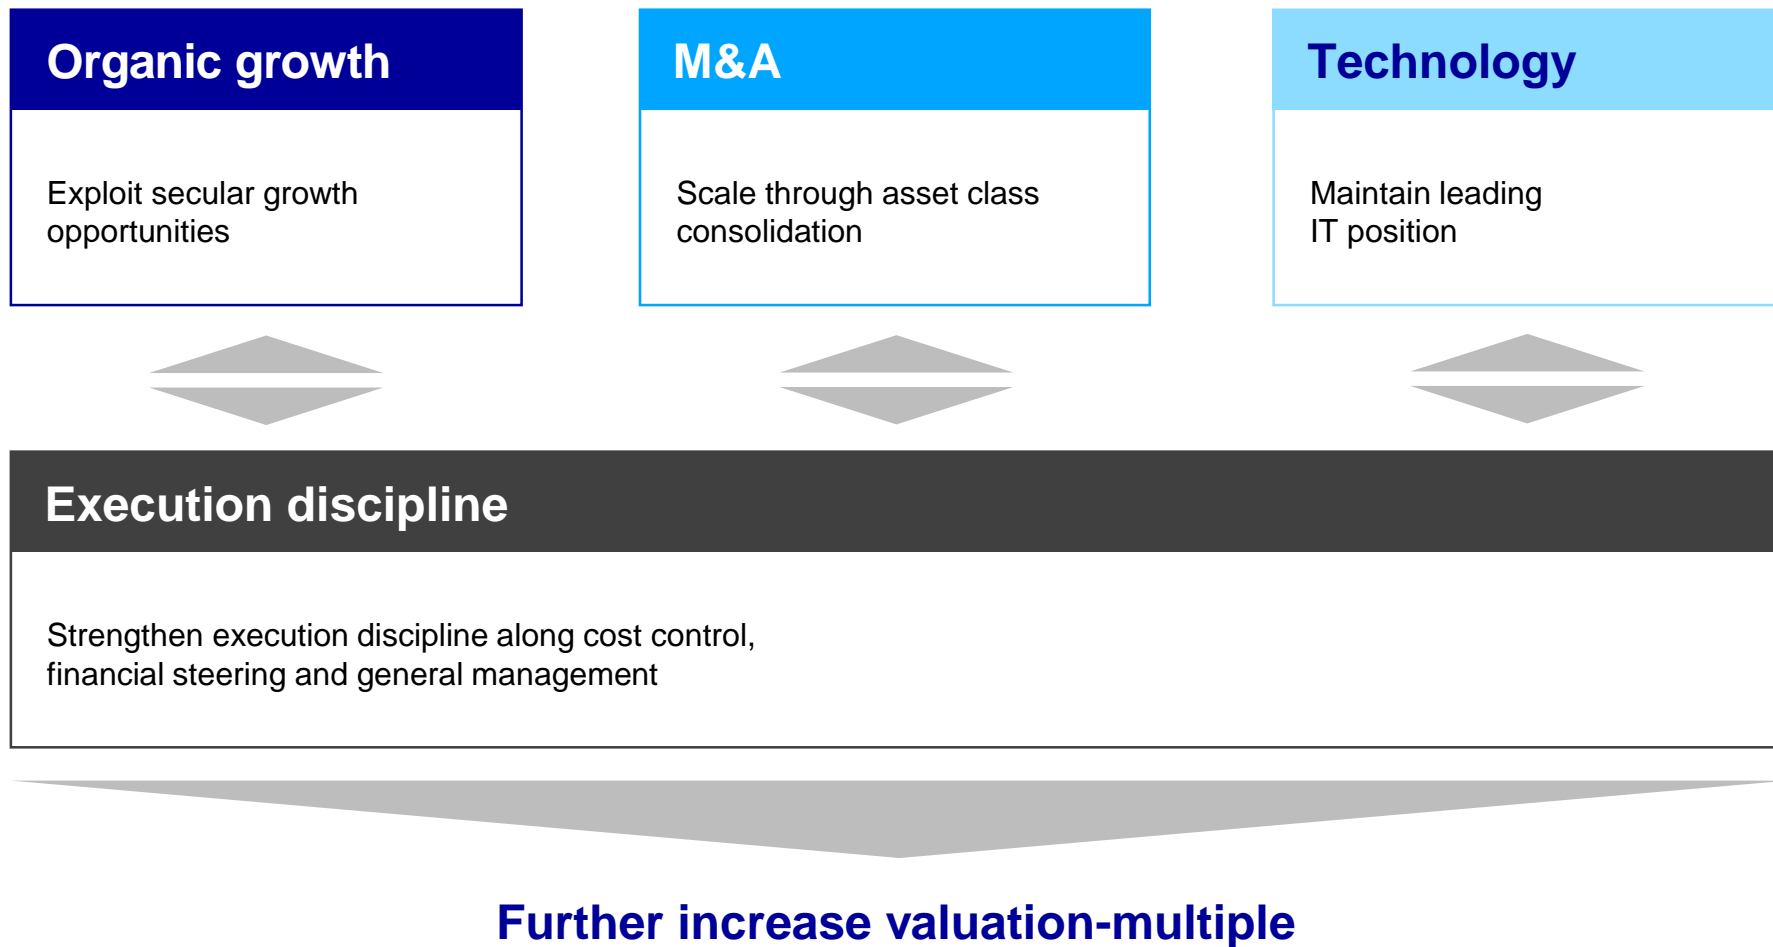 Organic growth
Exploit secular growth
opportunities
M&A
Scale through asset class
consolidation
Technology
Maintain leading
IT position
Execution discipline
Strengthen execution discipline along cost control,
financial steering and general management
Further increase valuation-multiple